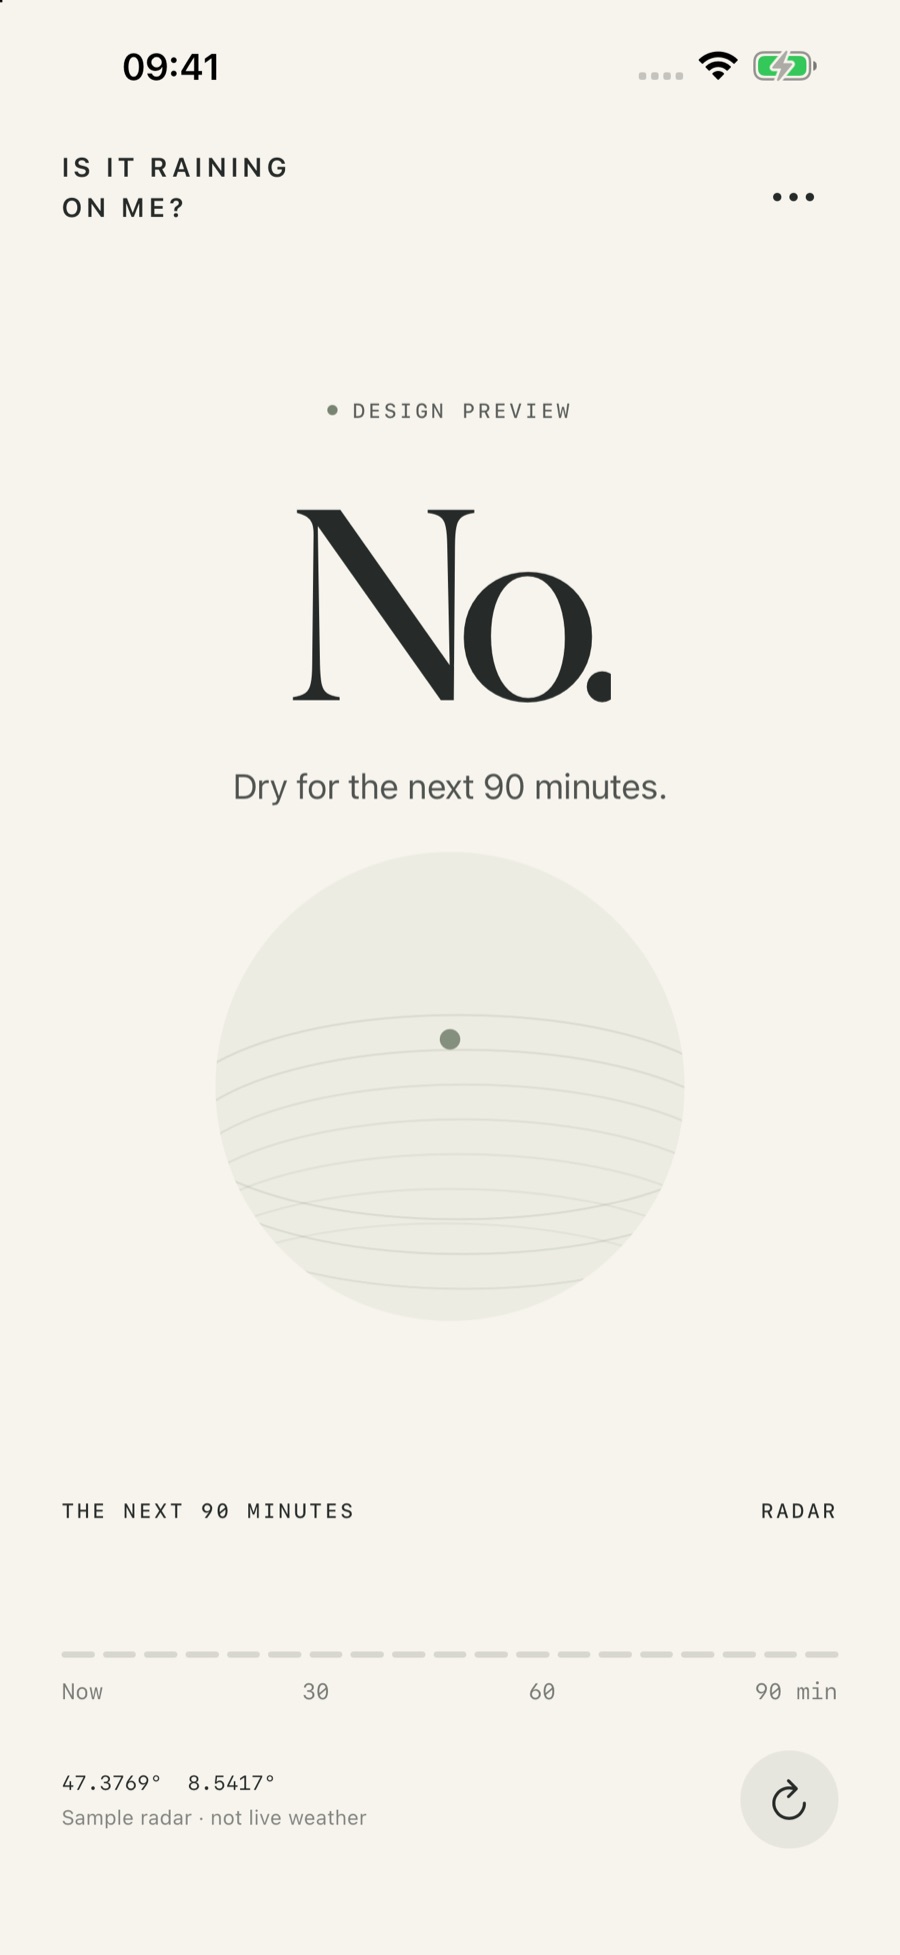 09:41
IS IT RAINING
ON ME?
DESIGN PREVIEW
No.
Dry for the next 90 minutes.
THE NEXT 90 MINUTES
RADAR
Now 30 60 90 min
47.3769° 8.5417°
Sample radar · not live weather